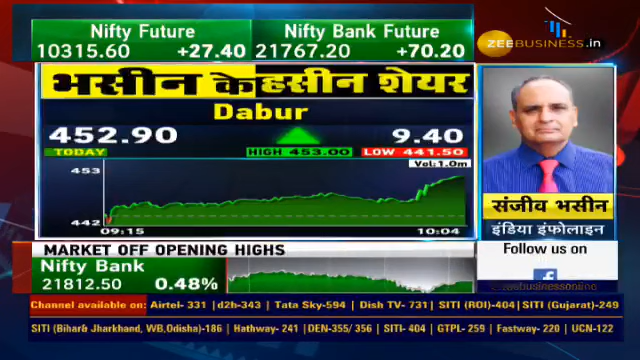 Nifty Future
10315.60 +27.40
Nifty Bank Future
21767.20 +70.20
ZEEBUSINESS.in
भसीन के हसीन शेयर
Dabur
452.90 9.40
TODAY HIGH 453.00 LOW 441.50
Vol: 1.0m
453
442
09:15 10:04
संजीव भसीन
इंडिया इंफोलाइन
MARKET OFF OPENING HIGHS
Nifty Bank
21812.50 0.48%
Follow us on
f
Channel available on: Airtel- 331 | d2h-343 | Tata Sky-594 | Dish TV- 731 | SITI (ROI)-404 | SITI (Gujarat)-249
SITI (Bihar& Jharkhand, WB,Odisha)-186 | Hathway- 241 | DEN-355/ 356 | SITI- 404 | GTPL- 259 | Fastway- 220 | UCN-122